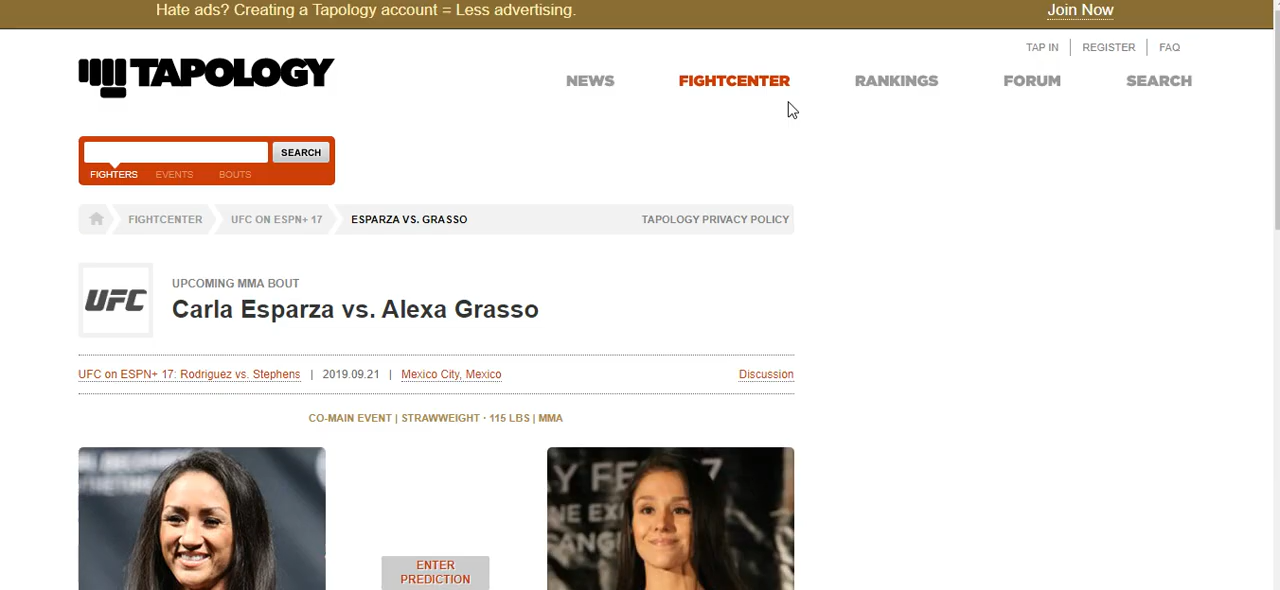 Hate ads? Creating a Tapology account = Less advertising.
Join Now
TAP IN
REGISTER
FAQ
TAPOLOGY
NEWS
FIGHTCENTER
RANKINGS
FORUM
SEARCH
SEARCH
FIGHTERS
EVENTS
BOUTS
FIGHTCENTER
UFC ON ESPN+ 17
ESPARZA VS. GRASSO
TAPOLOGY PRIVACY POLICY
UFC
UPCOMING MMA BOUT
Carla Esparza vs. Alexa Grasso
UFC on ESPN+ 17: Rodriguez vs. Stephens | 2019.09.21 | Mexico City, Mexico
Discussion
CO-MAIN EVENT | STRAWWEIGHT · 115 LBS | MMA
ENTER
PREDICTION